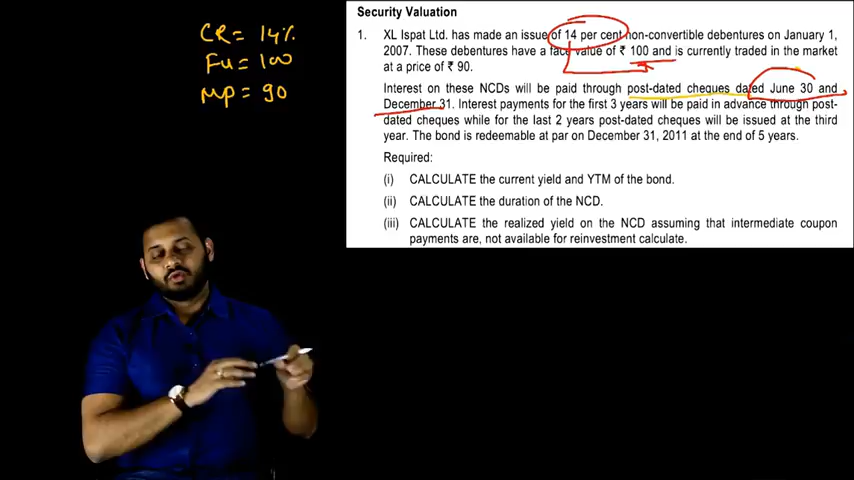 CR = 14%
FV = 100
MP = 90
Security Valuation
1. XL Ispat Ltd. has made an issue of 14 per cent non-convertible debentures on January 1,
2007. These debentures have a face value of ₹ 100 and is currently traded in the market
at a price of ₹ 90.
Interest on these NCDs will be paid through post-dated cheques dated June 30 and
December 31. Interest payments for the first 3 years will be paid in advance through post-
dated cheques while for the last 2 years post-dated cheques will be issued at the third
year. The bond is redeemable at par on December 31, 2011 at the end of 5 years.
Required:
(i) CALCULATE the current yield and YTM of the bond.
(ii) CALCULATE the duration of the NCD.
(iii) CALCULATE the realized yield on the NCD assuming that intermediate coupon
payments are, not available for reinvestment calculate.